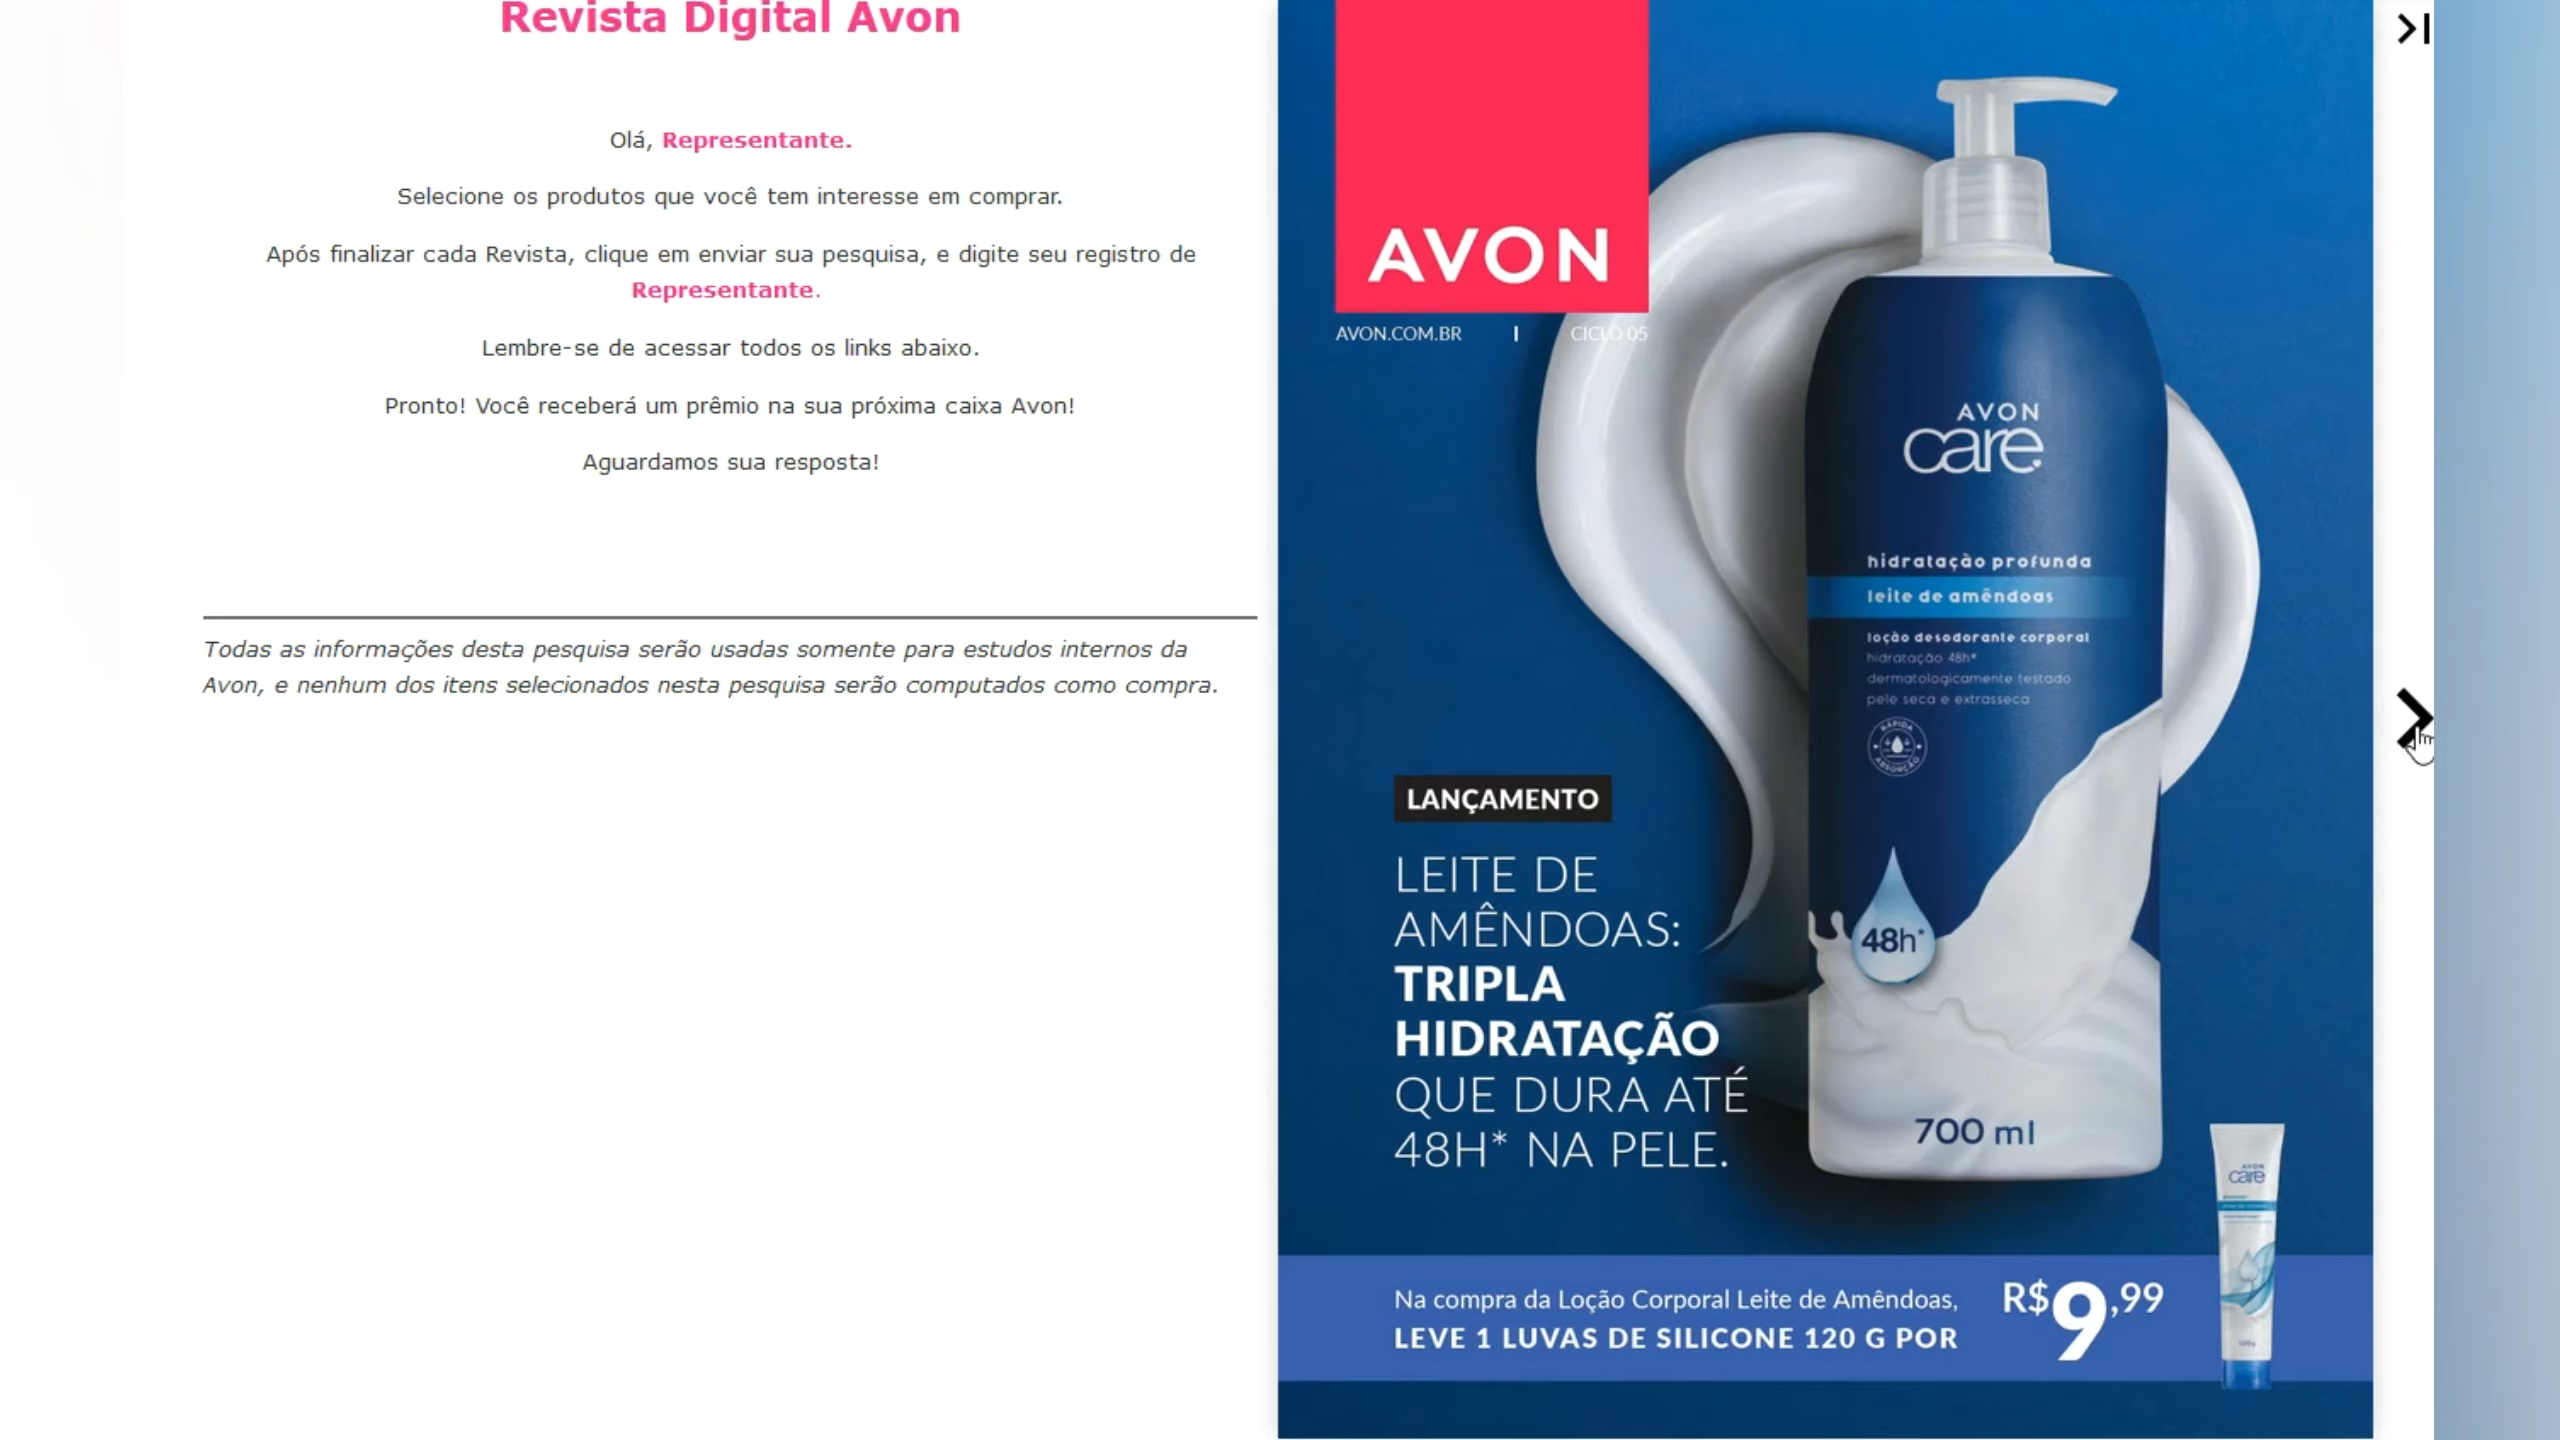 Revista Digital Avon
Olá, Representante.
Selecione os produtos que você tem interesse em comprar.
Após finalizar cada Revista, clique em enviar sua pesquisa, e digite seu registro de
Representante.
Lembre-se de acessar todos os links abaixo.
Pronto! Você receberá um prêmio na sua próxima caixa Avon!
Aguardamos sua resposta!
Todas as informações desta pesquisa serão usadas somente para estudos internos da
Avon, e nenhum dos itens selecionados nesta pesquisa serão computados como compra.
AVON
AVON.COM.BR | CICLO 05
AVON
care
hidratação profunda
leite de amêndoas
loção desodorante corporal
hidratação 48h*
dermatologicamente testado
pele seca e extrasseca
RÁPIDA
ABSORÇÃO
48h*
700 ml
LANÇAMENTO
LEITE DE
AMÊNDOAS:
TRIPLA
HIDRATAÇÃO
QUE DURA ATÉ
48H* NA PELE.
AVON
care
Na compra da Loção Corporal Leite de Amêndoas,
LEVE 1 LUVAS DE SILICONE 120 G POR
R$9,99